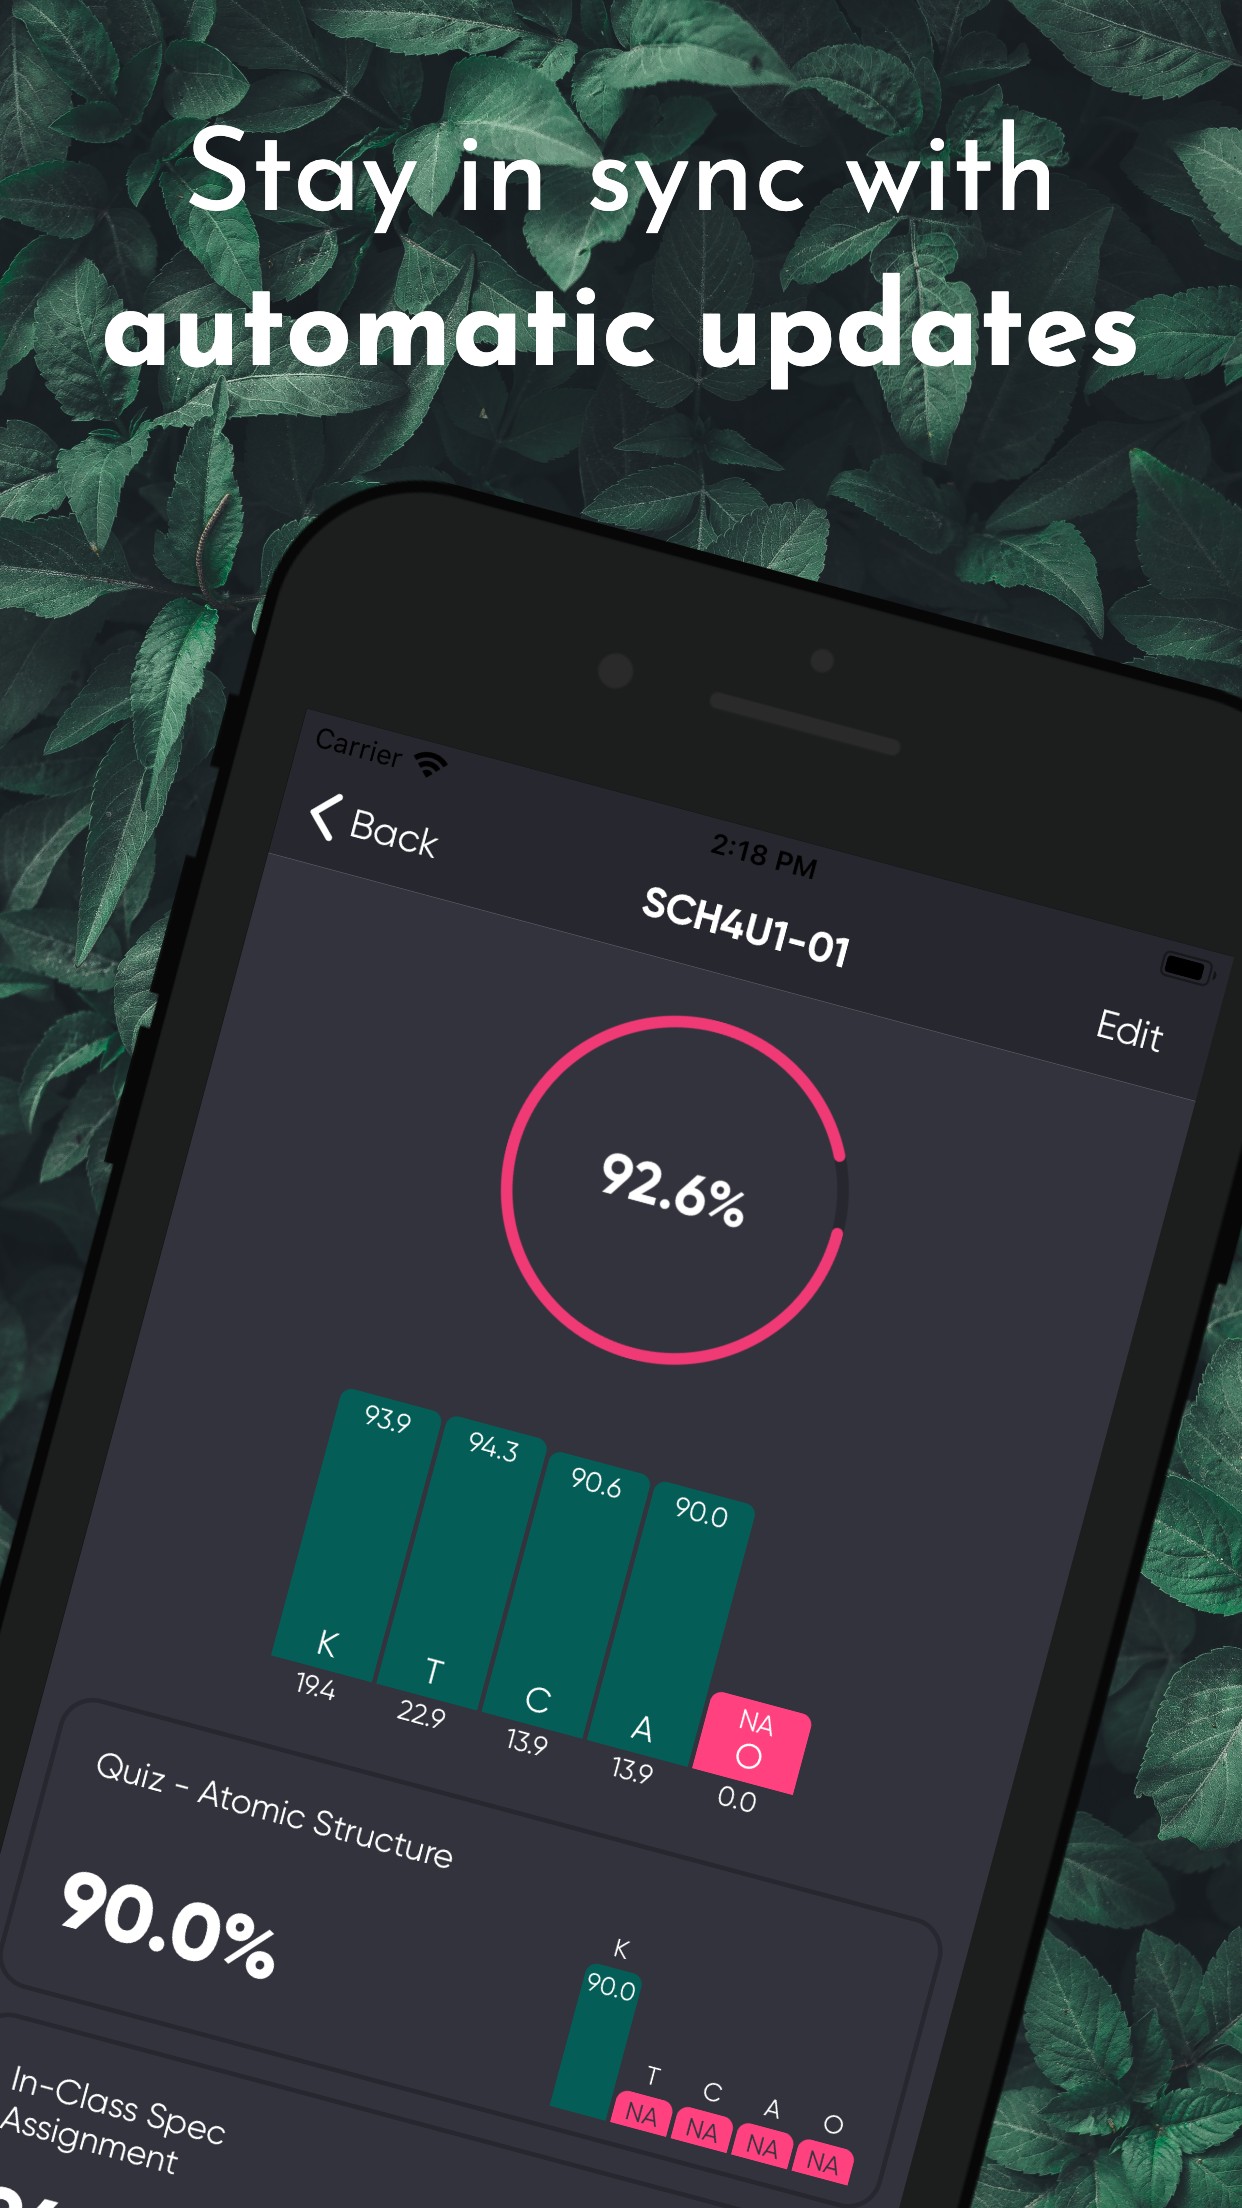 Stay in sync with
automatic updates
Carrier
2:18 PM
Back
SCH4U1-01
Edit
92.6%
93.9
94.3
90.6
90.0
NA
K
T
C
A
O
19.4
22.9
13.9
13.9
0.0
Quiz - Atomic Structure
90.0%
K
90.0
T
C
A
O
NA
NA
NA
NA
In-Class Spec
Assignment